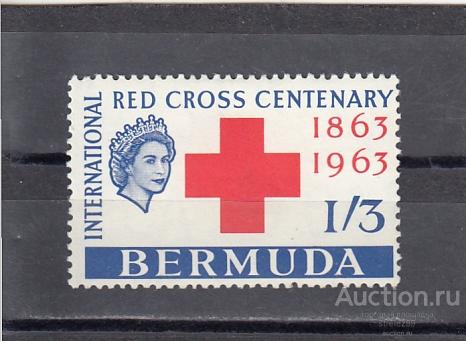 INTERNATIONAL
RED CROSS CENTENARY
1863
1963
1/3
BERMUDA
Auction.ru